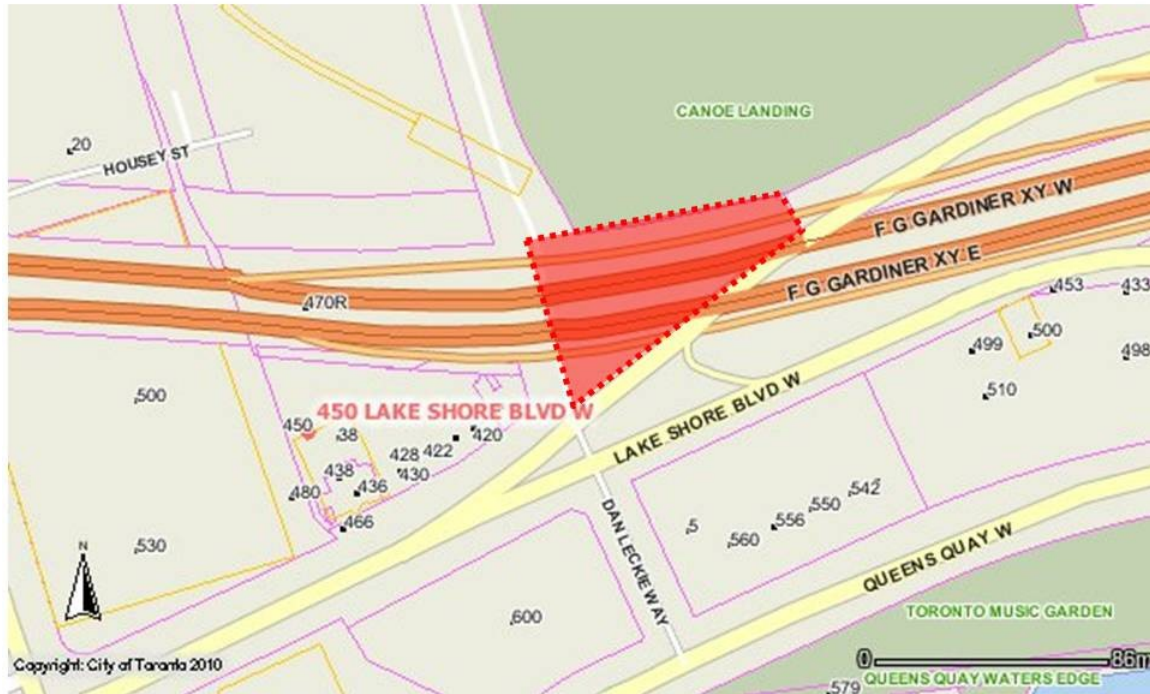 CANOE LANDING
20
HOUSEY ST
F G GARDINER XY W
F G GARDINER XY E
470R
453
433
500
499
498
510
500
450 LAKE SHORE BLVD W
450
38
420
422
428
430
438
436
480
466
LAKE SHORE BLVD W
542
550
556
5
560
530
DAN LECKIE WAY
QUEENS QUAY W
N
600
TORONTO MUSIC GARDEN
Copyright: City of Toronto 2010
0 86m
QUEENS QUAY WATERS EDGE
579